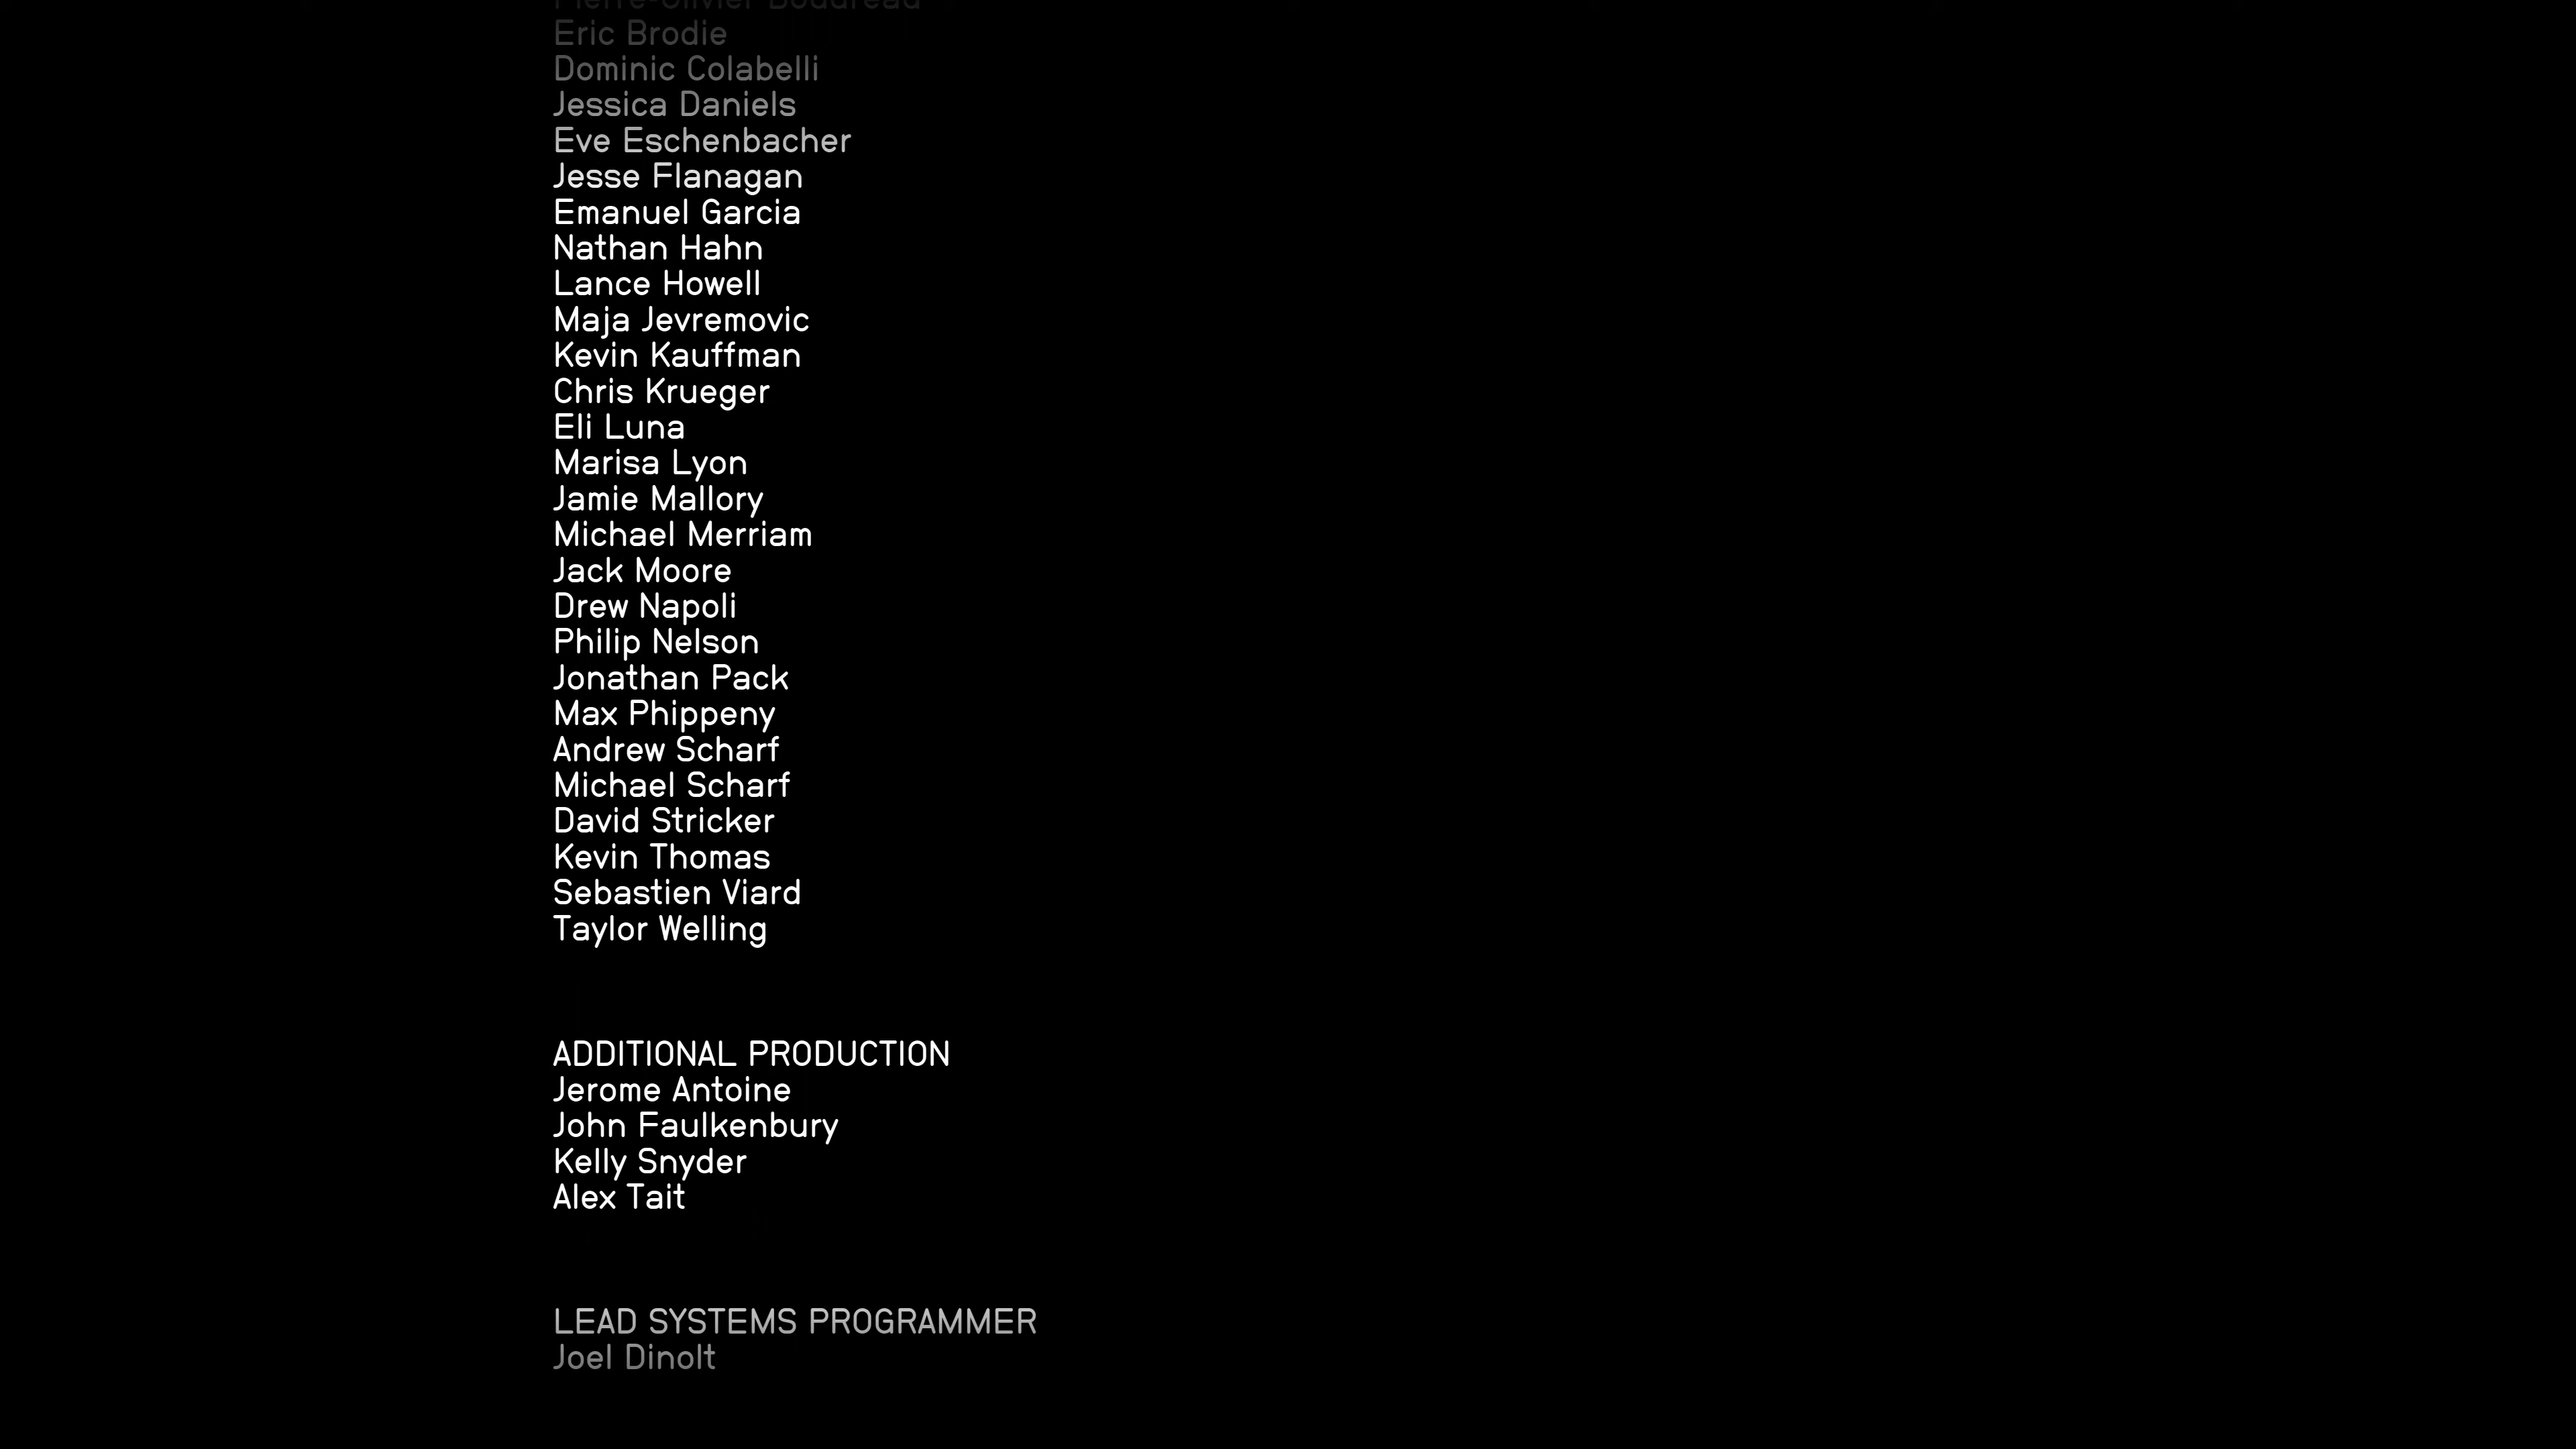 Pierre-Olivier Boudreau
Eric Brodie
Dominic Colabelli
Jessica Daniels
Eve Eschenbacher
Jesse Flanagan
Emanuel Garcia
Nathan Hahn
Lance Howell
Maja Jevremovic
Kevin Kauffman
Chris Krueger
Eli Luna
Marisa Lyon
Jamie Mallory
Michael Merriam
Jack Moore
Drew Napoli
Philip Nelson
Jonathan Pack
Max Phippeny
Andrew Scharf
Michael Scharf
David Stricker
Kevin Thomas
Sebastien Viard
Taylor Welling
ADDITIONAL PRODUCTION
Jerome Antoine
John Faulkenbury
Kelly Snyder
Alex Tait
LEAD SYSTEMS PROGRAMMER
Joel Dinolt